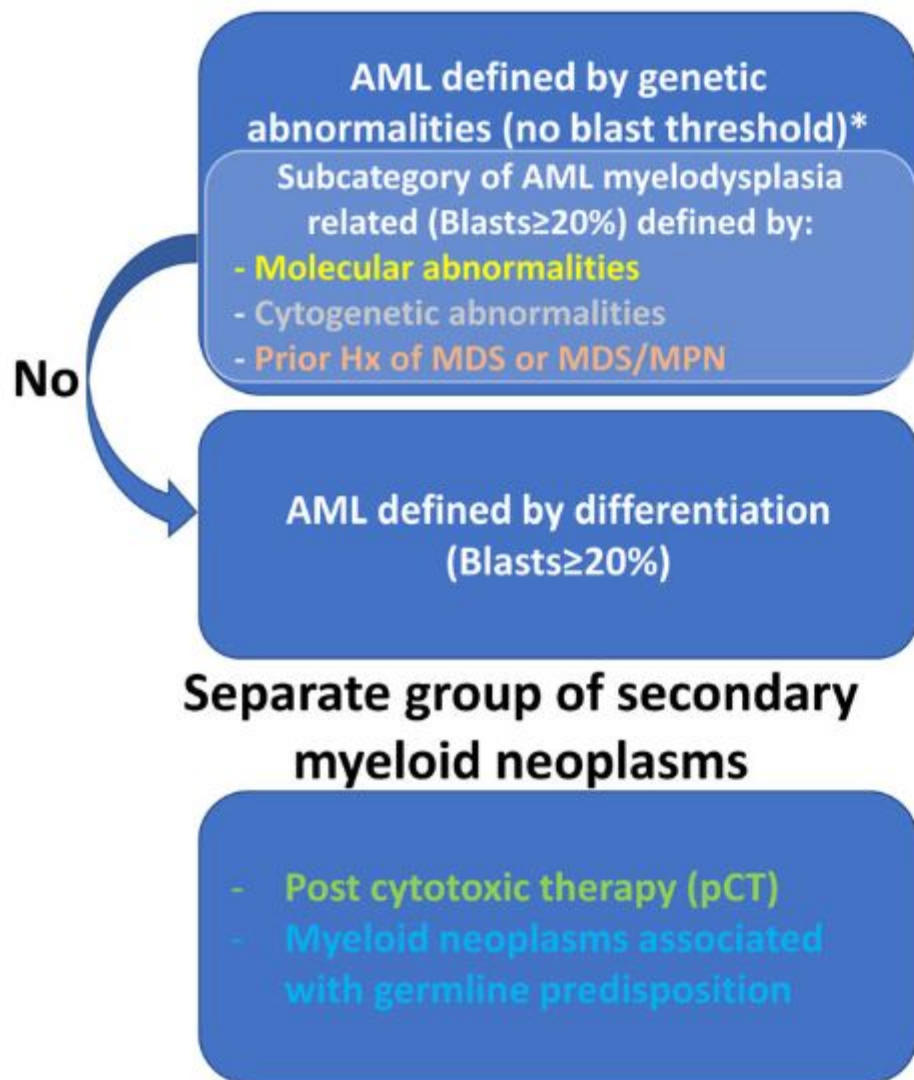 AML defined by genetic
abnormalities (no blast threshold)*
Subcategory of AML myelodysplasia
related (Blasts≥20%) defined by:
- Molecular abnormalities
- Cytogenetic abnormalities
- Prior Hx of MDS or MDS/MPN
No
AML defined by differentiation
(Blasts≥20%)
Separate group of secondary
myeloid neoplasms
- Post cytotoxic therapy (pCT)
- Myeloid neoplasms associated
with germline predisposition